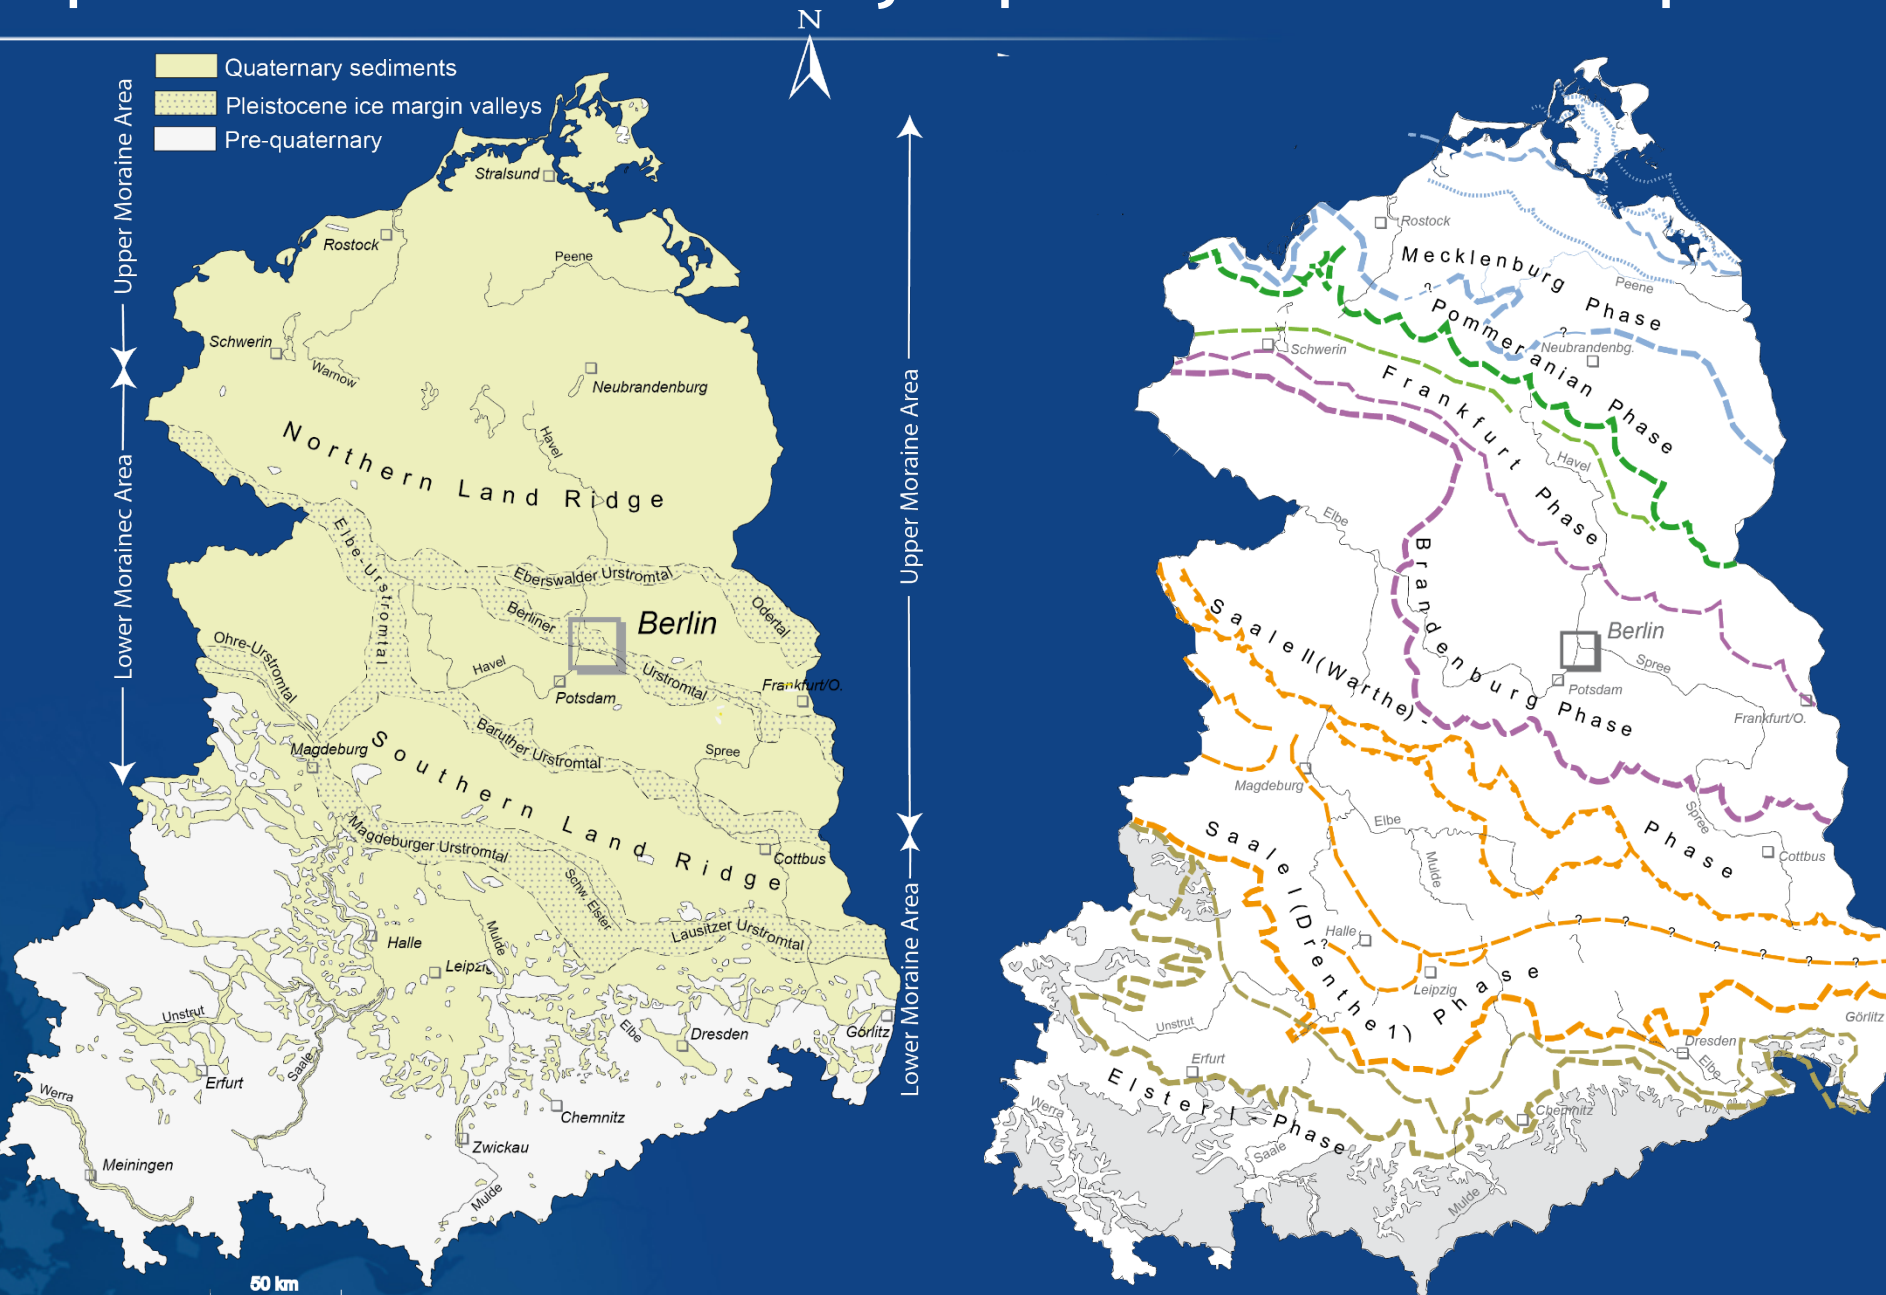 N
Quaternary sediments
Pleistocene ice margin valleys
Pre-quaternary
Upper Moraine Area
Lower Morainec Area
Stralsund
Rostock
Peene
Schwerin
Warnow
Neubrandenburg
Havel
Northern Land Ridge
Elbe-Urstromtal
Eberswalder Urstromtal
Odertal
Berliner
Urstromtal
Berlin
Ohre-Urstromtal
Havel
Potsdam
Frankfurt/O.
Baruther Urstromtal
Spree
Magdeburg
Southern Land Ridge
Magdeburger Urstromtal
Cottbus
Schw. Elster
Lausitzer Urstromtal
Mulde
Halle
Leipzig
Unstrut
Elbe
Dresden
Görlitz
Saale
Erfurt
Werra
Chemnitz
Zwickau
Meiningen
Mulde
50 km
Upper Moraine Area
Lower Moraine Area
Rostock
Mecklenburg Phase
Peene
?
Pommeranian Phase
?
Neubrandenbg.
Schwerin
Frankfurt Phase
Havel
Elbe
Brandenburg Phase
Berlin
Spree
Potsdam
Frankfurt/O.
Saale II (Warthe) - Phase
Magdeburg
Elbe
Mulde
Spree
Cottbus
Saale I (Drenthe 1) Phase
Halle
?
Leipzig
? ? ? ? ? ? ?
Görlitz
Unstrut
Dresden
Elbe
Erfurt
Elster I - Phase
Chemnitz
Werra
Saale
Mulde